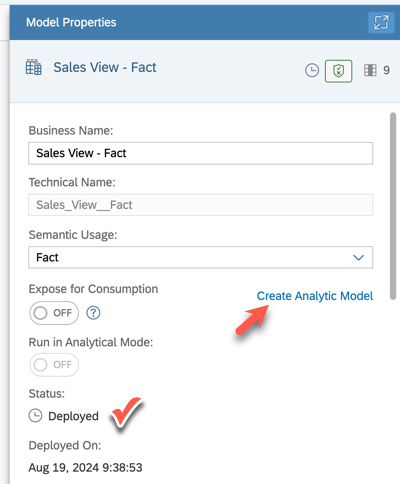 Model Properties
Sales View - Fact
9
Business Name:
Sales View - Fact
Technical Name:
Sales_View__Fact
Semantic Usage:
Fact
Expose for Consumption
Create Analytic Model
OFF ?
Run in Analytical Mode:
OFF
Status:
Deployed
Deployed On:
Aug 19, 2024 9:38:53